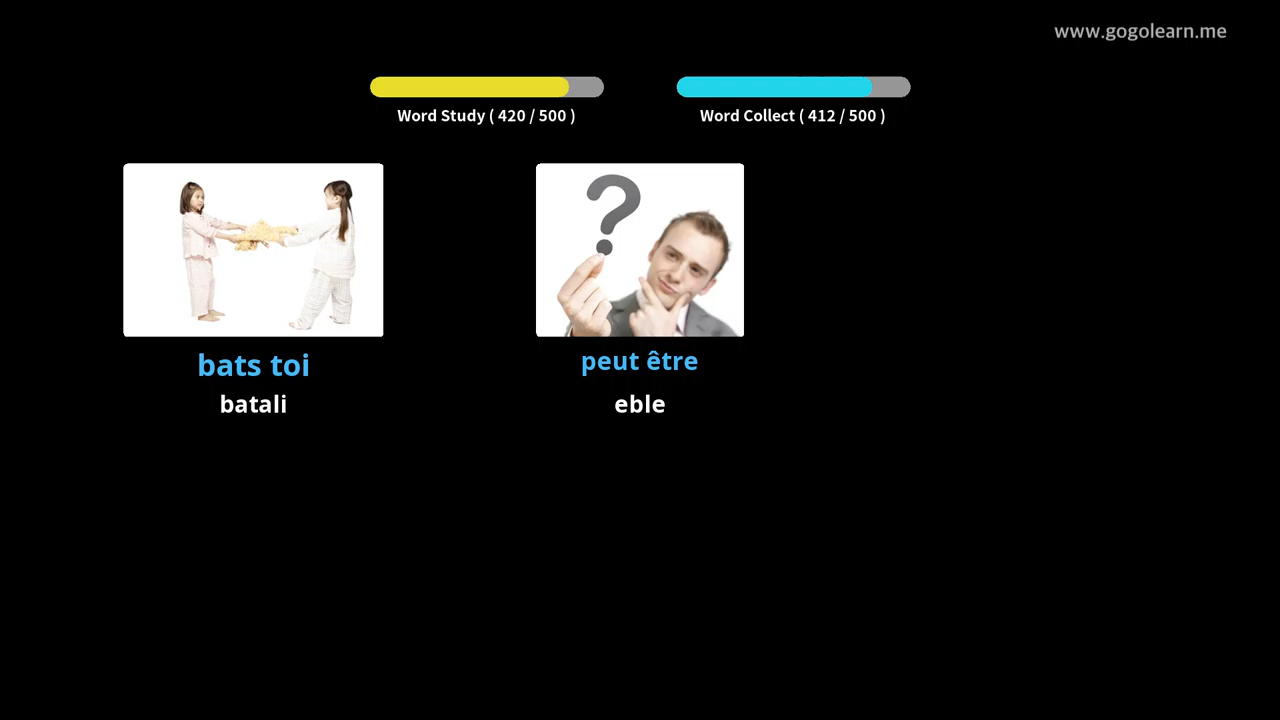 www.gogolearn.me
Word Study ( 420 / 500 )
Word Collect ( 412 / 500 )
?
bats toi
batali
peut être
eble